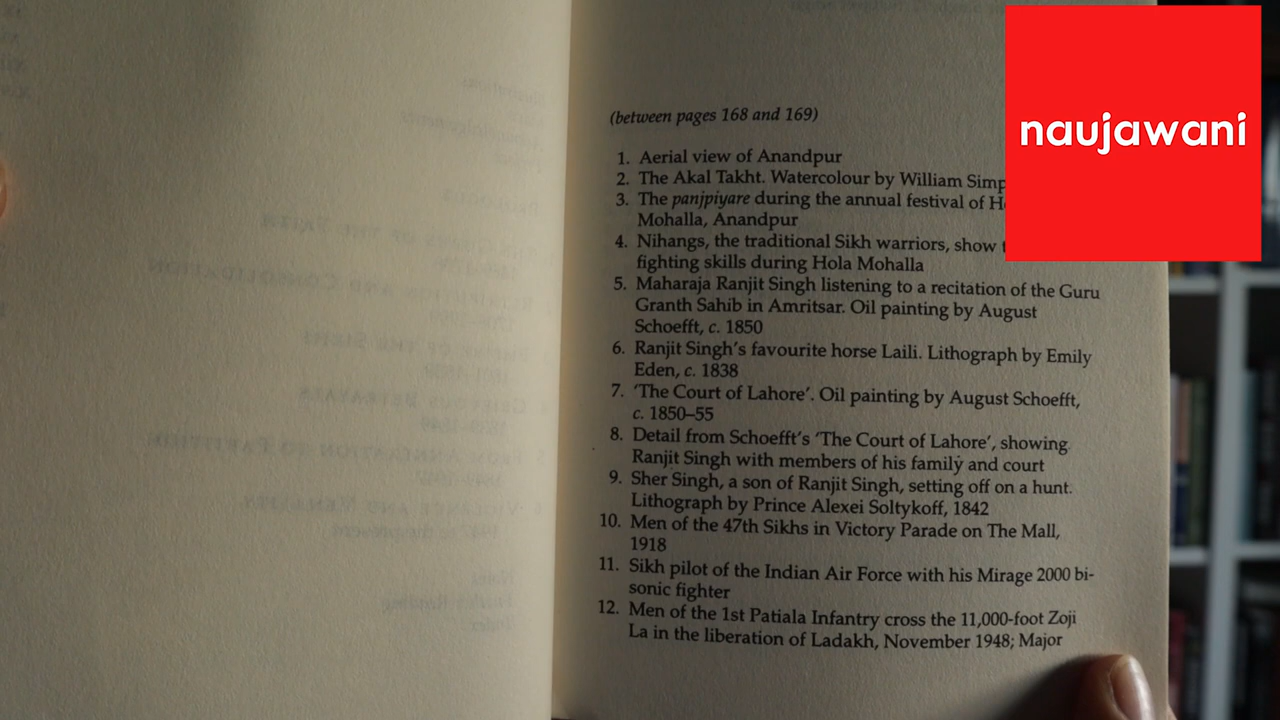 naujawani
(between pages 168 and 169)
1. Aerial view of Anandpur
2. The Akal Takht. Watercolour by William
3. The panjpiyare during the annual festival of
Mohalla, Anandpur
4. Nihangs, the traditional Sikh warriors, show
fighting skills during Hola Mohalla
5. Maharaja Ranjit Singh listening to a recitation of the Guru
Granth Sahib in Amritsar. Oil painting by August
Schoefft, c. 1850
6. Ranjit Singh's favourite horse Laili. Lithograph by Emily
Eden, c. 1838
7. 'The Court of Lahore'. Oil painting by August Schoefft,
c. 1850–55
8. Detail from Schoefft's 'The Court of Lahore', showing
Ranjit Singh with members of his family and court
9. Sher Singh, a son of Ranjit Singh, setting off on a hunt.
Lithograph by Prince Alexei Soltykoff, 1842
10. Men of the 47th Sikhs in Victory Parade on The Mall,
1918
11. Sikh pilot of the Indian Air Force with his Mirage 2000 bi-
sonic fighter
12. Men of the 1st Patiala Infantry cross the 11,000-foot Zoji
La in the liberation of Ladakh, November 1948; Major